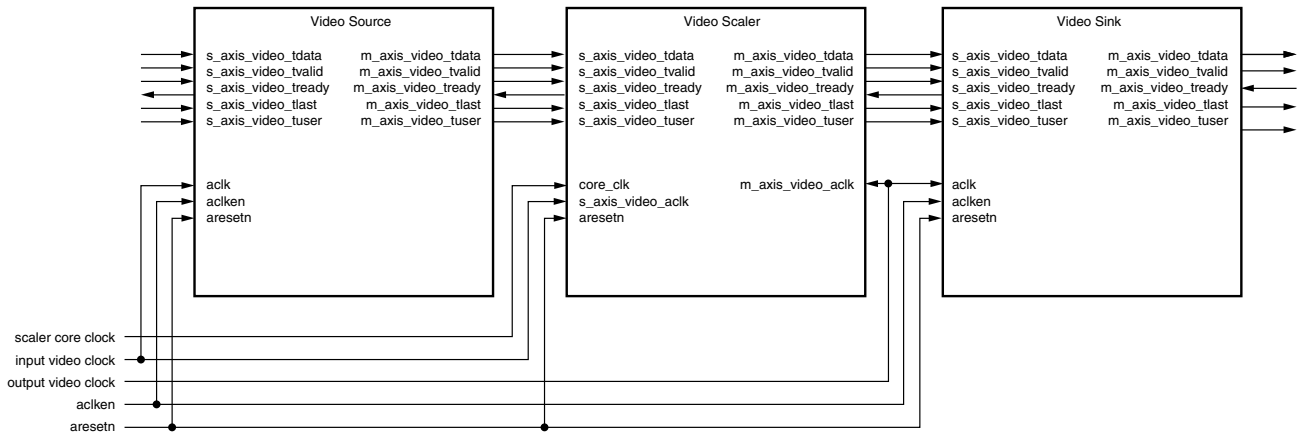 Video Source
Video Scaler
Video Sink
s_axis_video_tdata m_axis_video_tdata s_axis_video_tdata m_axis_video_tdata s_axis_video_tdata m_axis_video_tdata
s_axis_video_tvalid m_axis_video_tvalid s_axis_video_tvalid m_axis_video_tvalid s_axis_video_tvalid m_axis_video_tvalid
s_axis_video_tready m_axis_video_tready s_axis_video_tready m_axis_video_tready s_axis_video_tready m_axis_video_tready
s_axis_video_tlast m_axis_video_tlast s_axis_video_tlast m_axis_video_tlast s_axis_video_tlast m_axis_video_tlast
s_axis_video_tuser m_axis_video_tuser s_axis_video_tuser m_axis_video_tuser s_axis_video_tuser m_axis_video_tuser
aclk core_clk m_axis_video_aclk aclk
aclken s_axis_video_aclk aclken
aresetn aresetn aresetn
scaler core clock
input video clock
output video clock
aclken
aresetn